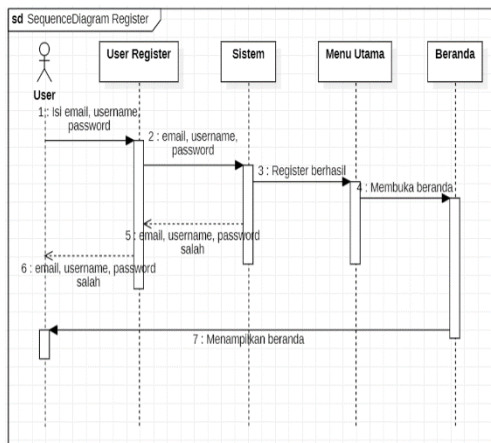 sd SequenceDiagram Register
User Register
Sistem
Menu Utama
Beranda
User
1 : Isi email, username,
password
2 : email, username,
password
3 : Register berhasil
4 : Membuka beranda
5 : email, username, password
salah
6 : email, username, password
salah
7 : Menampilkan beranda